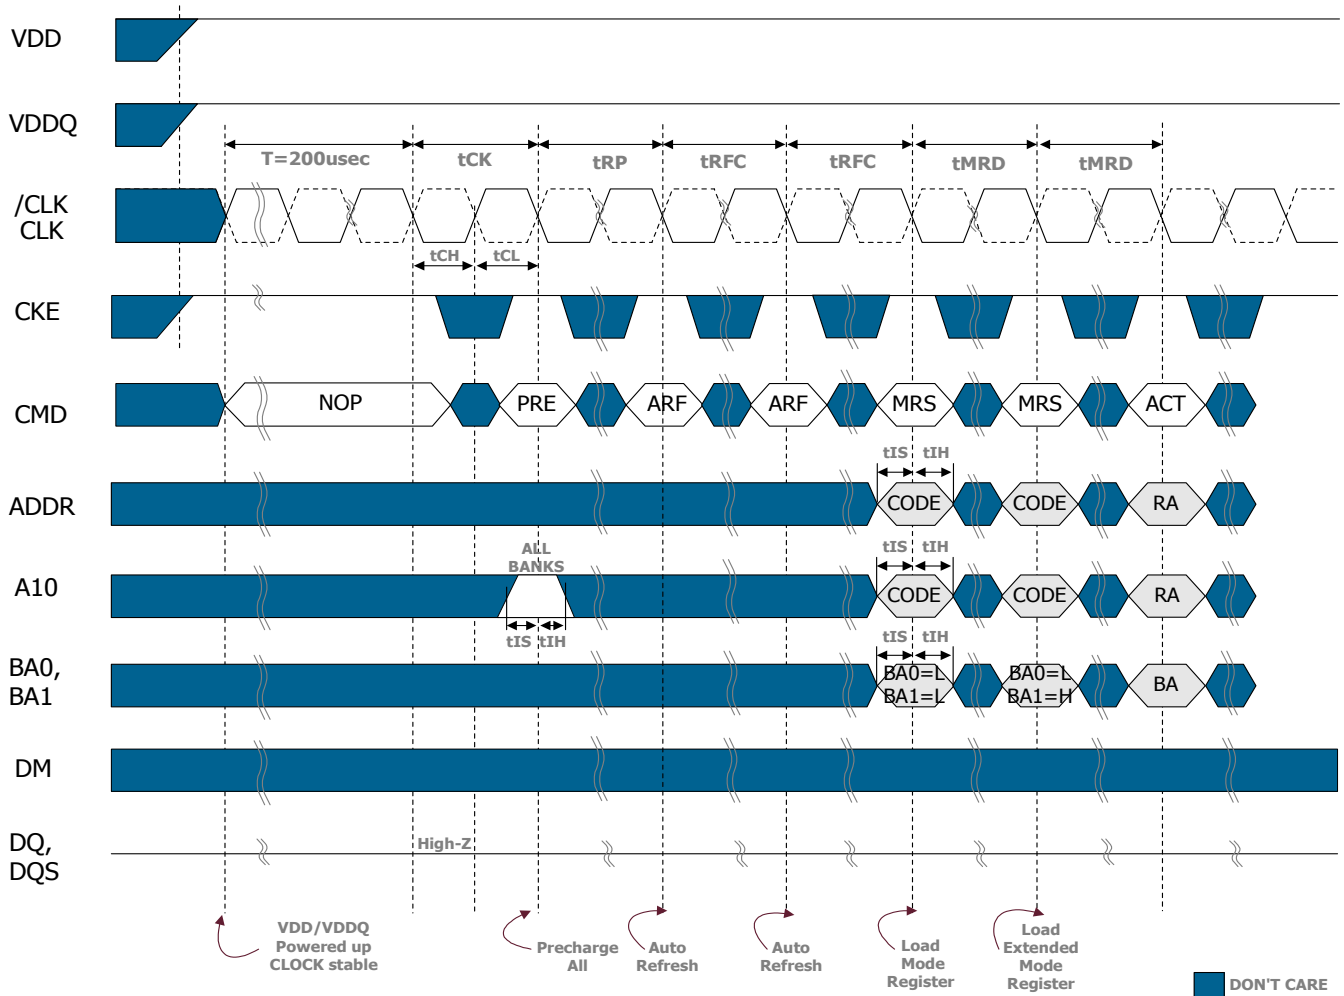 VDD
VDDQ
T=200usec
tCK
tRP
tRFC
tRFC
tMRD
tMRD
/CLK
CLK
tCH
tCL
CKE
CMD
NOP
PRE
ARF
ARF
MRS
MRS
ACT
tIS
tIH
ADDR
CODE
CODE
RA
ALL
BANKS
tIS
tIH
A10
CODE
CODE
RA
tIS
tIH
tIS
tIH
BA0,
BA1
BA0=L
BA1=L
BA0=L
BA1=H
BA
DM
DQ,
DQS
High-Z
VDD/VDDQ
Powered up
CLOCK stable
Precharge
All
Auto
Refresh
Auto
Refresh
Load
Mode
Register
Load
Extended
Mode
Register
DON'T CARE